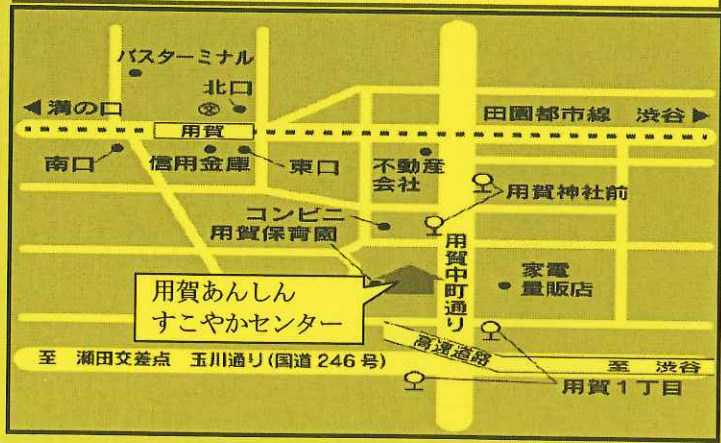 バスターミナル
北口
◀溝の口
交
用賀
田園都市線 渋谷▶
南口
信用金庫
東口
不動産
会社
用賀神社前
コンビニ
用賀保育園
用賀中町通り
家電
量販店
用賀あんしん
すこやかセンター
高速道路
至 瀬田交差点 玉川通り(国道246号)
至 渋谷
用賀1丁目